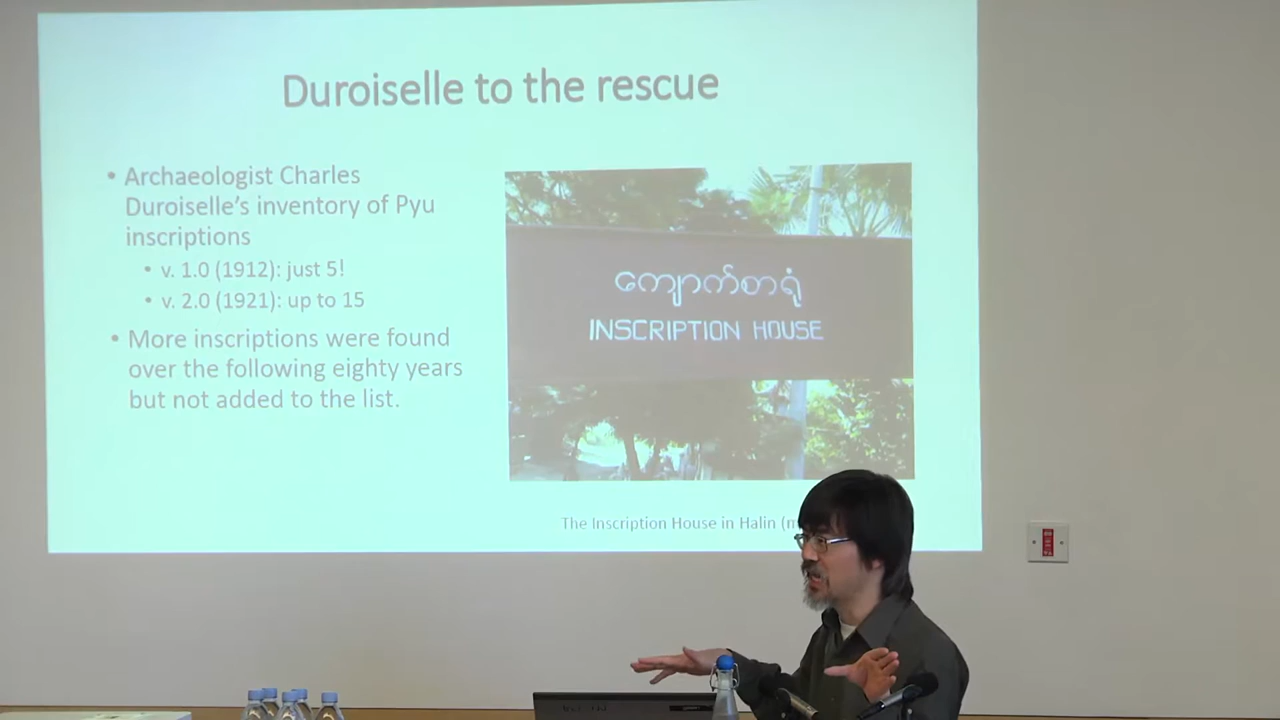 Duroiselle to the rescue
• Archaeologist Charles
Duroiselle's inventory of Pyu
inscriptions
• v. 1.0 (1912): just 5!
• v. 2.0 (1921): up to 15
• More inscriptions were found
over the following eighty years
but not added to the list.
ကျောက်စာရုံ
INSCRIPTION HOUSE
The Inscription House in Halin